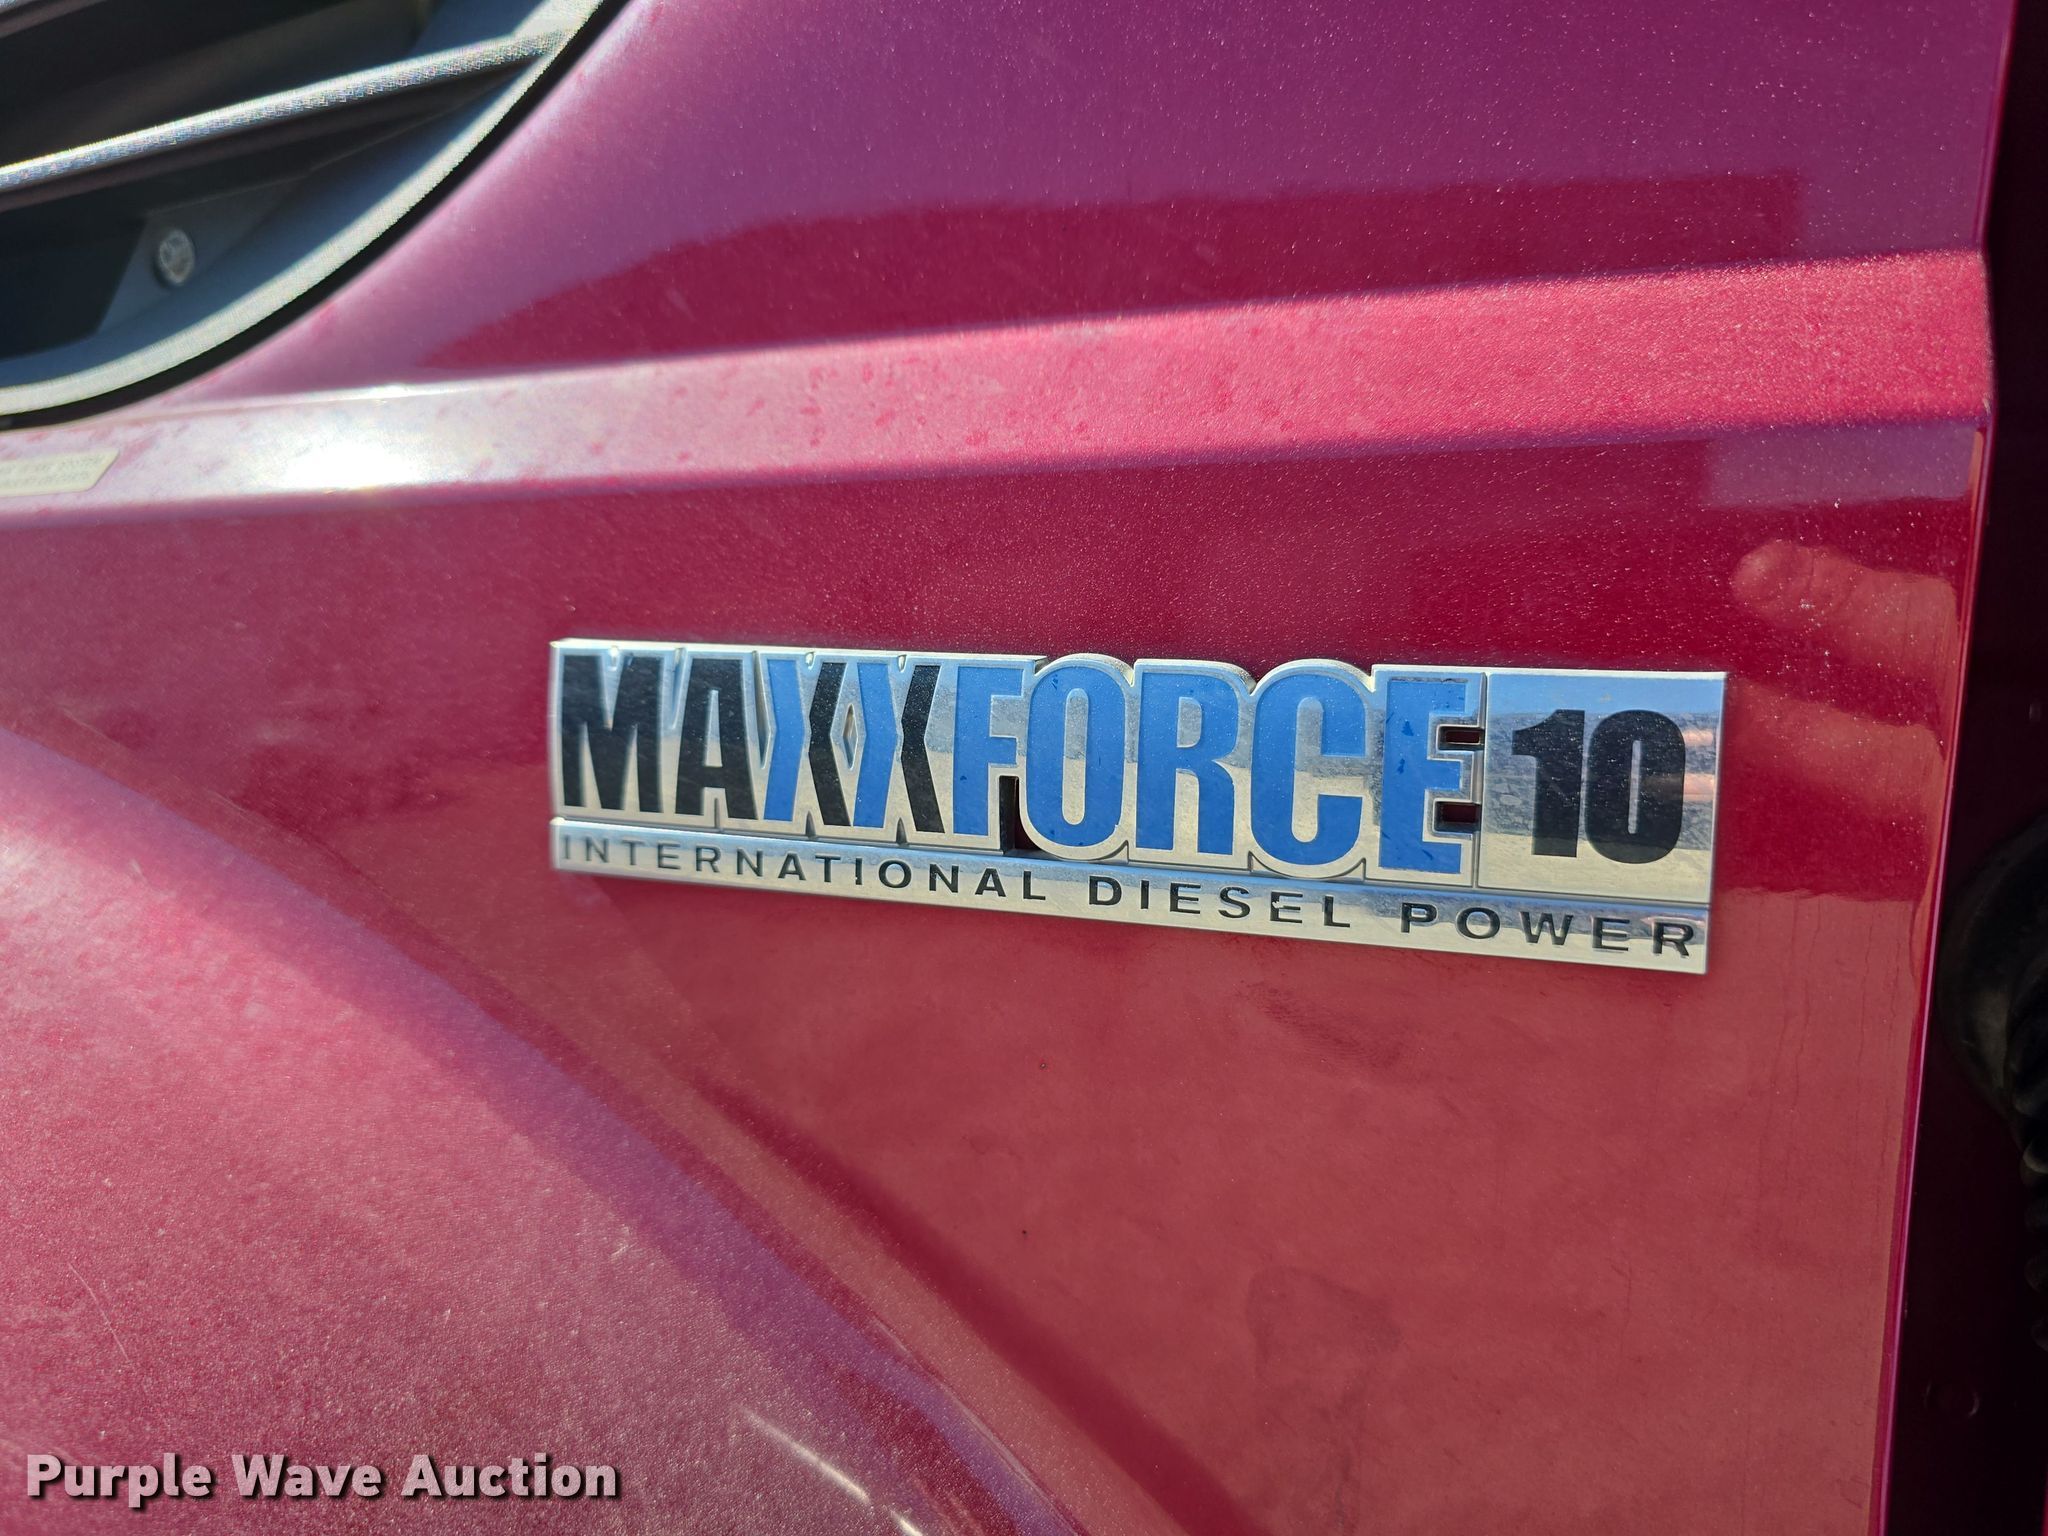 MAXXFORCE 10
INTERNATIONAL DIESEL POWER
Purple Wave Auction